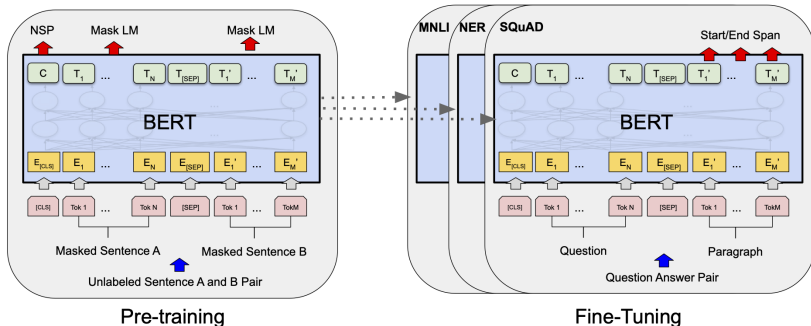 NSP Mask LM Mask LM
C T1 ... TN T[SEP] T1' ... TM'
BERT
E[CLS] E1 ... EN E[SEP] E1' ... EM'
[CLS] Tok 1 ... Tok N [SEP] Tok 1 ... TokM
Masked Sentence A Masked Sentence B
Unlabeled Sentence A and B Pair
Pre-training
MNLI NER SQuAD
Start/End Span
C T1 ... TN T[SEP] T1' ... TM'
BERT
E[CLS] E1 ... EN E[SEP] E1' ... EM'
[CLS] Tok 1 ... Tok N [SEP] Tok 1 ... TokM
Question Paragraph
Question Answer Pair
Fine-Tuning